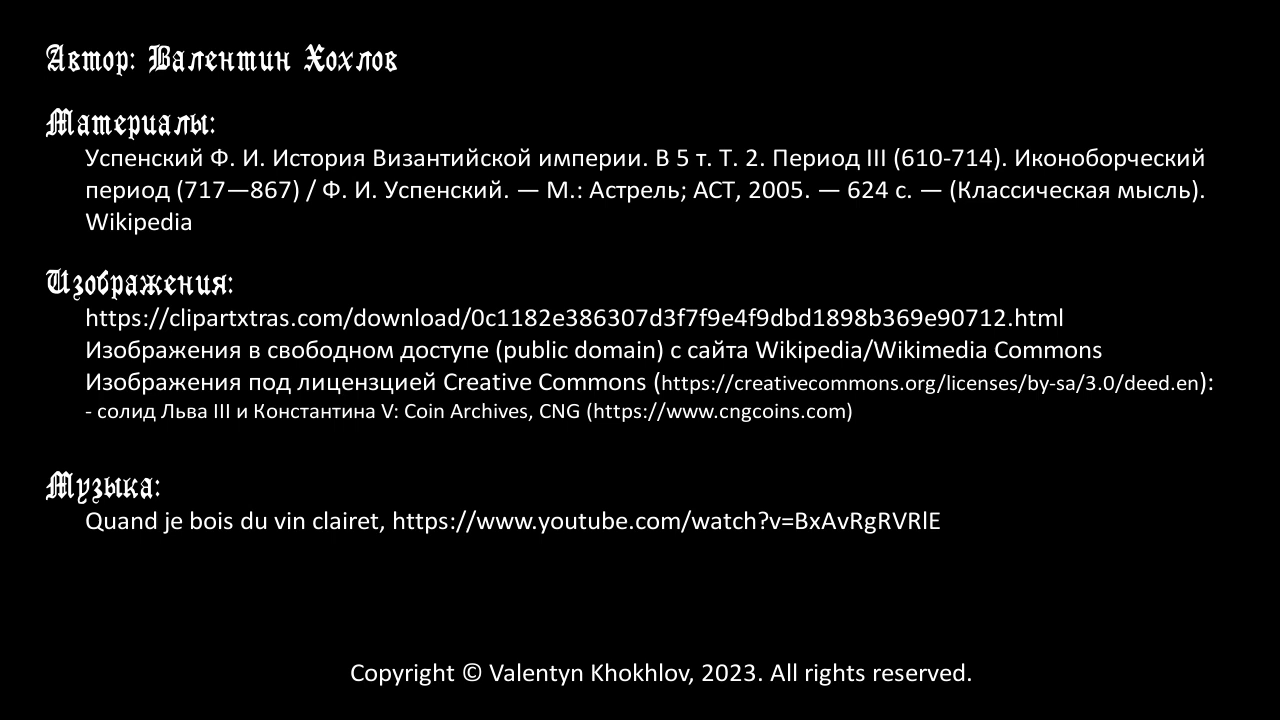 Автор: Валентин Хохлов
Материалы:
Успенский Ф. И. История Византийской империи. В 5 т. Т. 2. Период III (610-714). Иконоборческий
период (717—867) / Ф. И. Успенский. — М.: Астрель; АСТ, 2005. — 624 с. — (Классическая мысль).
Wikipedia
Изображения:
https://clipartxtras.com/download/0c1182e386307d3f7f9e4f9dbd1898b369e90712.html
Изображения в свободном доступе (public domain) с сайта Wikipedia/Wikimedia Commons
Изображения под лицензцией Creative Commons (https://creativecommons.org/licenses/by-sa/3.0/deed.en):
- солид Льва III и Константина V: Coin Archives, CNG (https://www.cngcoins.com)
Музыка:
Quand je bois du vin clairet, https://www.youtube.com/watch?v=BxAvRgRVRlE
Copyright © Valentyn Khokhlov, 2023. All rights reserved.